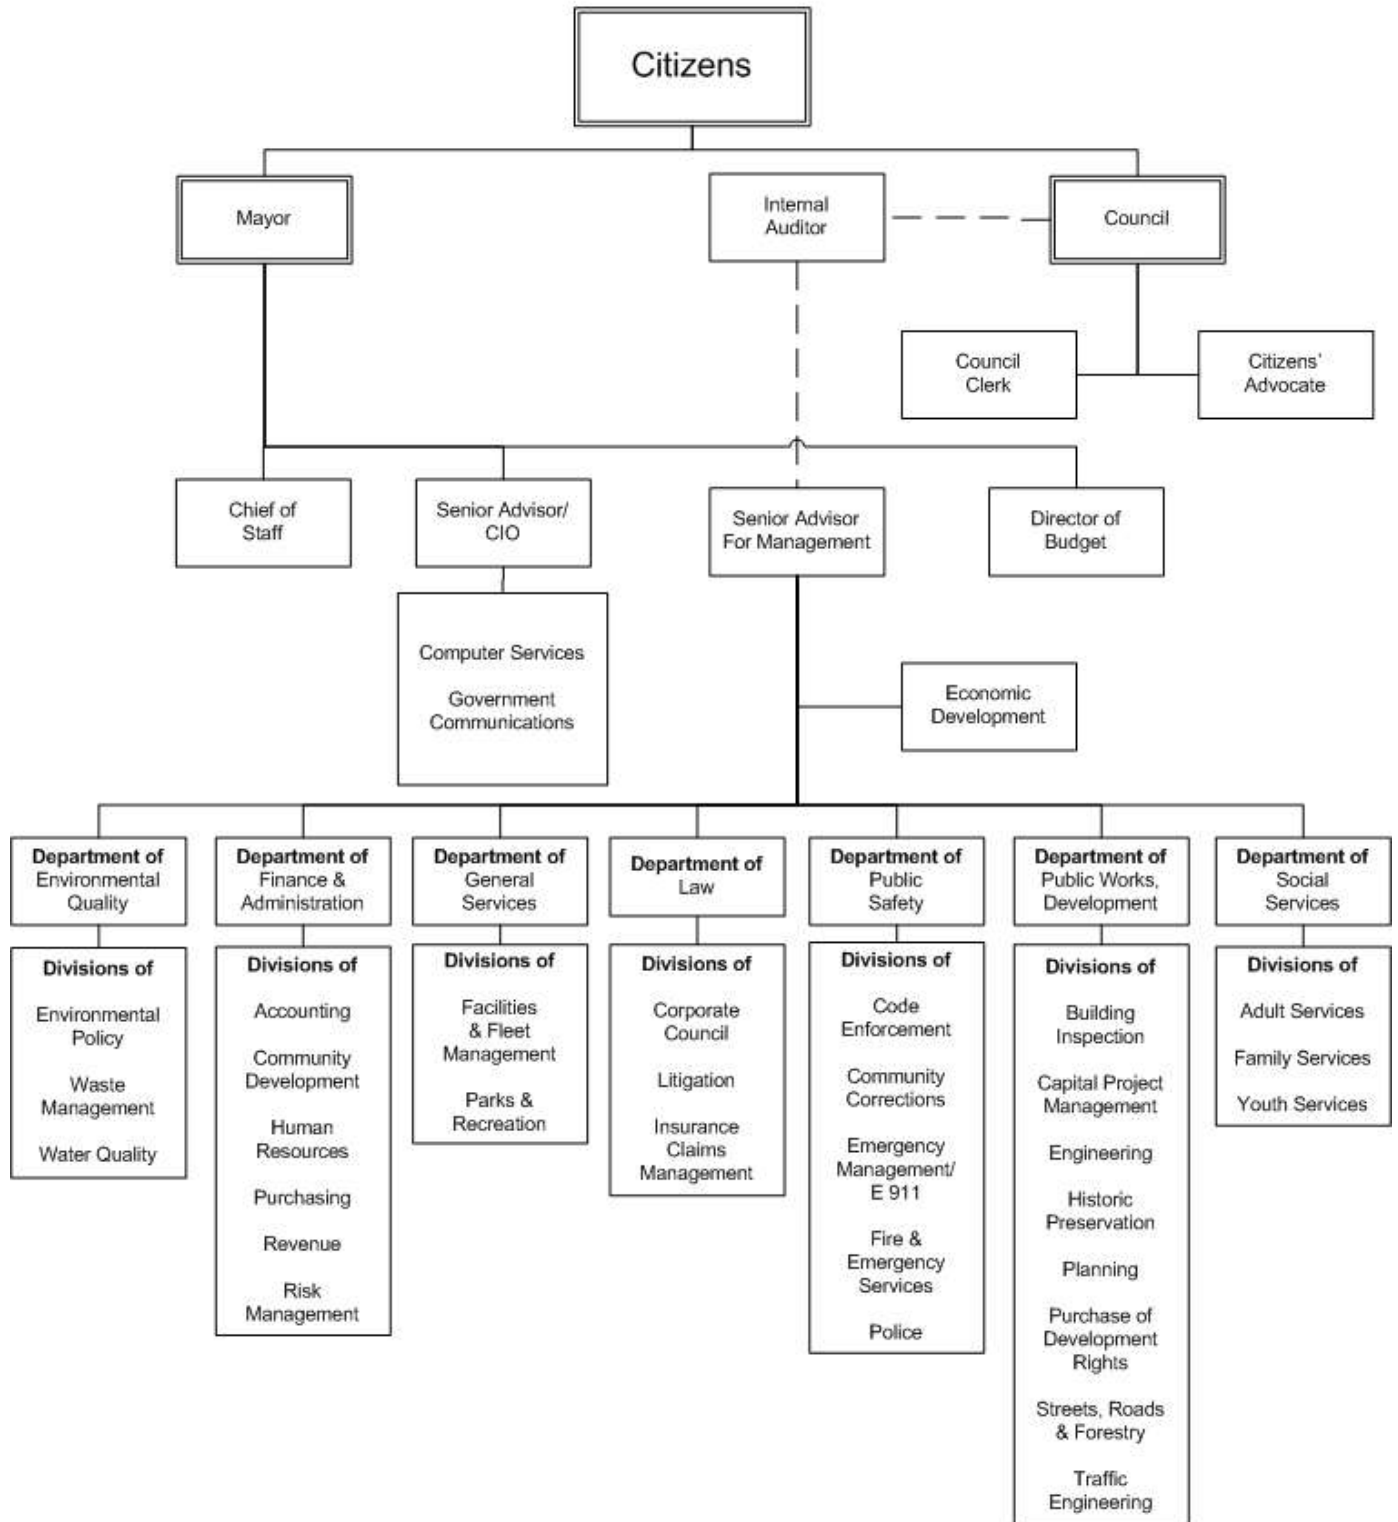 Citizens
Mayor
Internal
Auditor
Council
Council
Clerk
Citizens'
Advocate
Chief of
Staff
Senior Advisor/
CIO
Senior Advisor
For Management
Director of
Budget
Computer Services
Government
Communications
Economic
Development
Department of
Environmental
Quality
Department of
Finance &
Administration
Department of
General
Services
Department of
Law
Department of
Public
Safety
Department of
Public Works,
Development
Department of
Social
Services
Divisions of
Environmental
Policy
Waste
Management
Water Quality
Divisions of
Accounting
Community
Development
Human
Resources
Purchasing
Revenue
Risk
Management
Divisions of
Facilities
& Fleet
Management
Parks &
Recreation
Divisions of
Corporate
Council
Litigation
Insurance
Claims
Management
Divisions of
Code
Enforcement
Community
Corrections
Emergency
Management/
E 911
Fire &
Emergency
Services
Police
Divisions of
Building
Inspection
Capital Project
Management
Engineering
Historic
Preservation
Planning
Purchase of
Development
Rights
Streets, Roads
& Forestry
Traffic
Engineering
Divisions of
Adult Services
Family Services
Youth Services